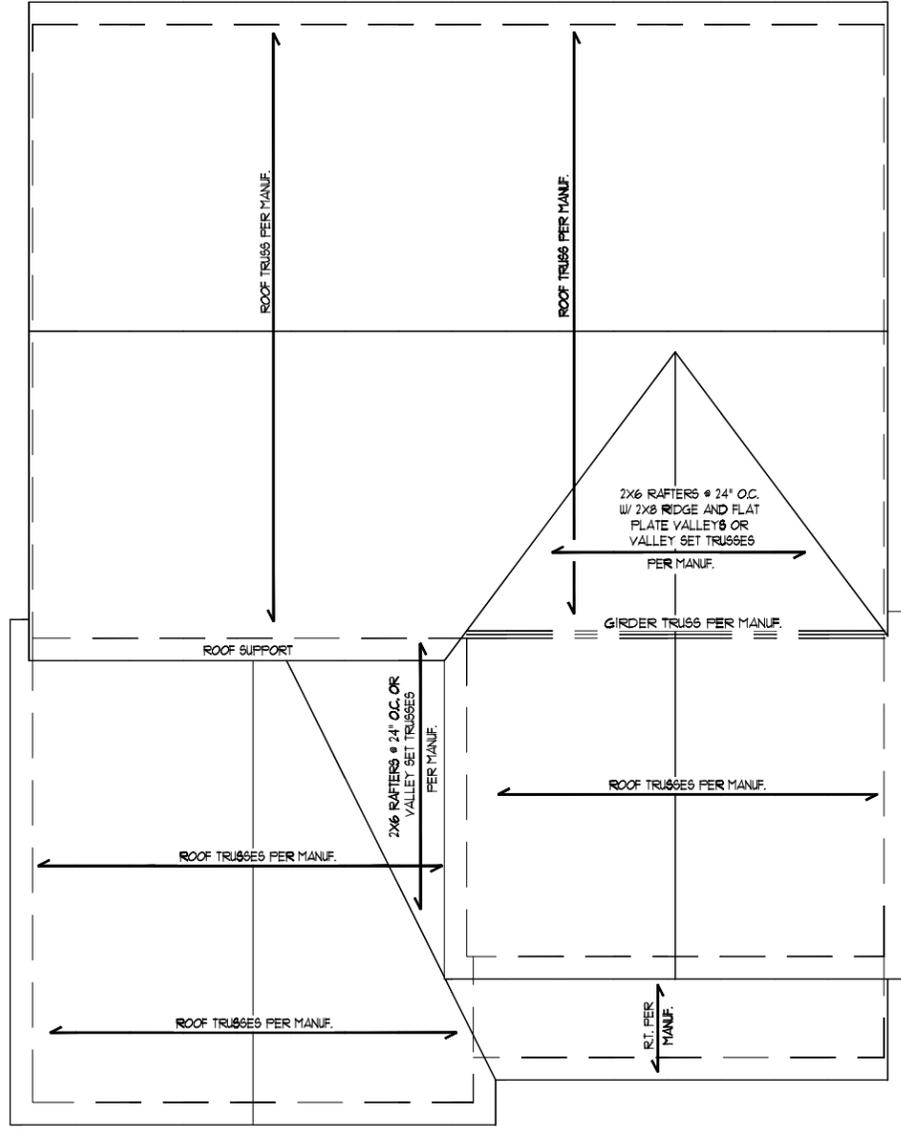 ROOF TRUSS PER MANUF.
ROOF TRUSS PER MANUF.
2X6 RAFTERS @ 24" O.C.
W/ 2X8 RIDGE AND FLAT
PLATE VALLEYS OR
VALLEY SET TRUSSES
PER MANUF.
GIRDER TRUSS PER MANUF.
ROOF SUPPORT
2X6 RAFTERS @ 24" O.C. OR
VALLEY SET TRUSSES
PER MANUF.
ROOF TRUSSES PER MANUF.
ROOF TRUSSES PER MANUF.
ROOF TRUSSES PER MANUF.
R.T. PER
MANUF.